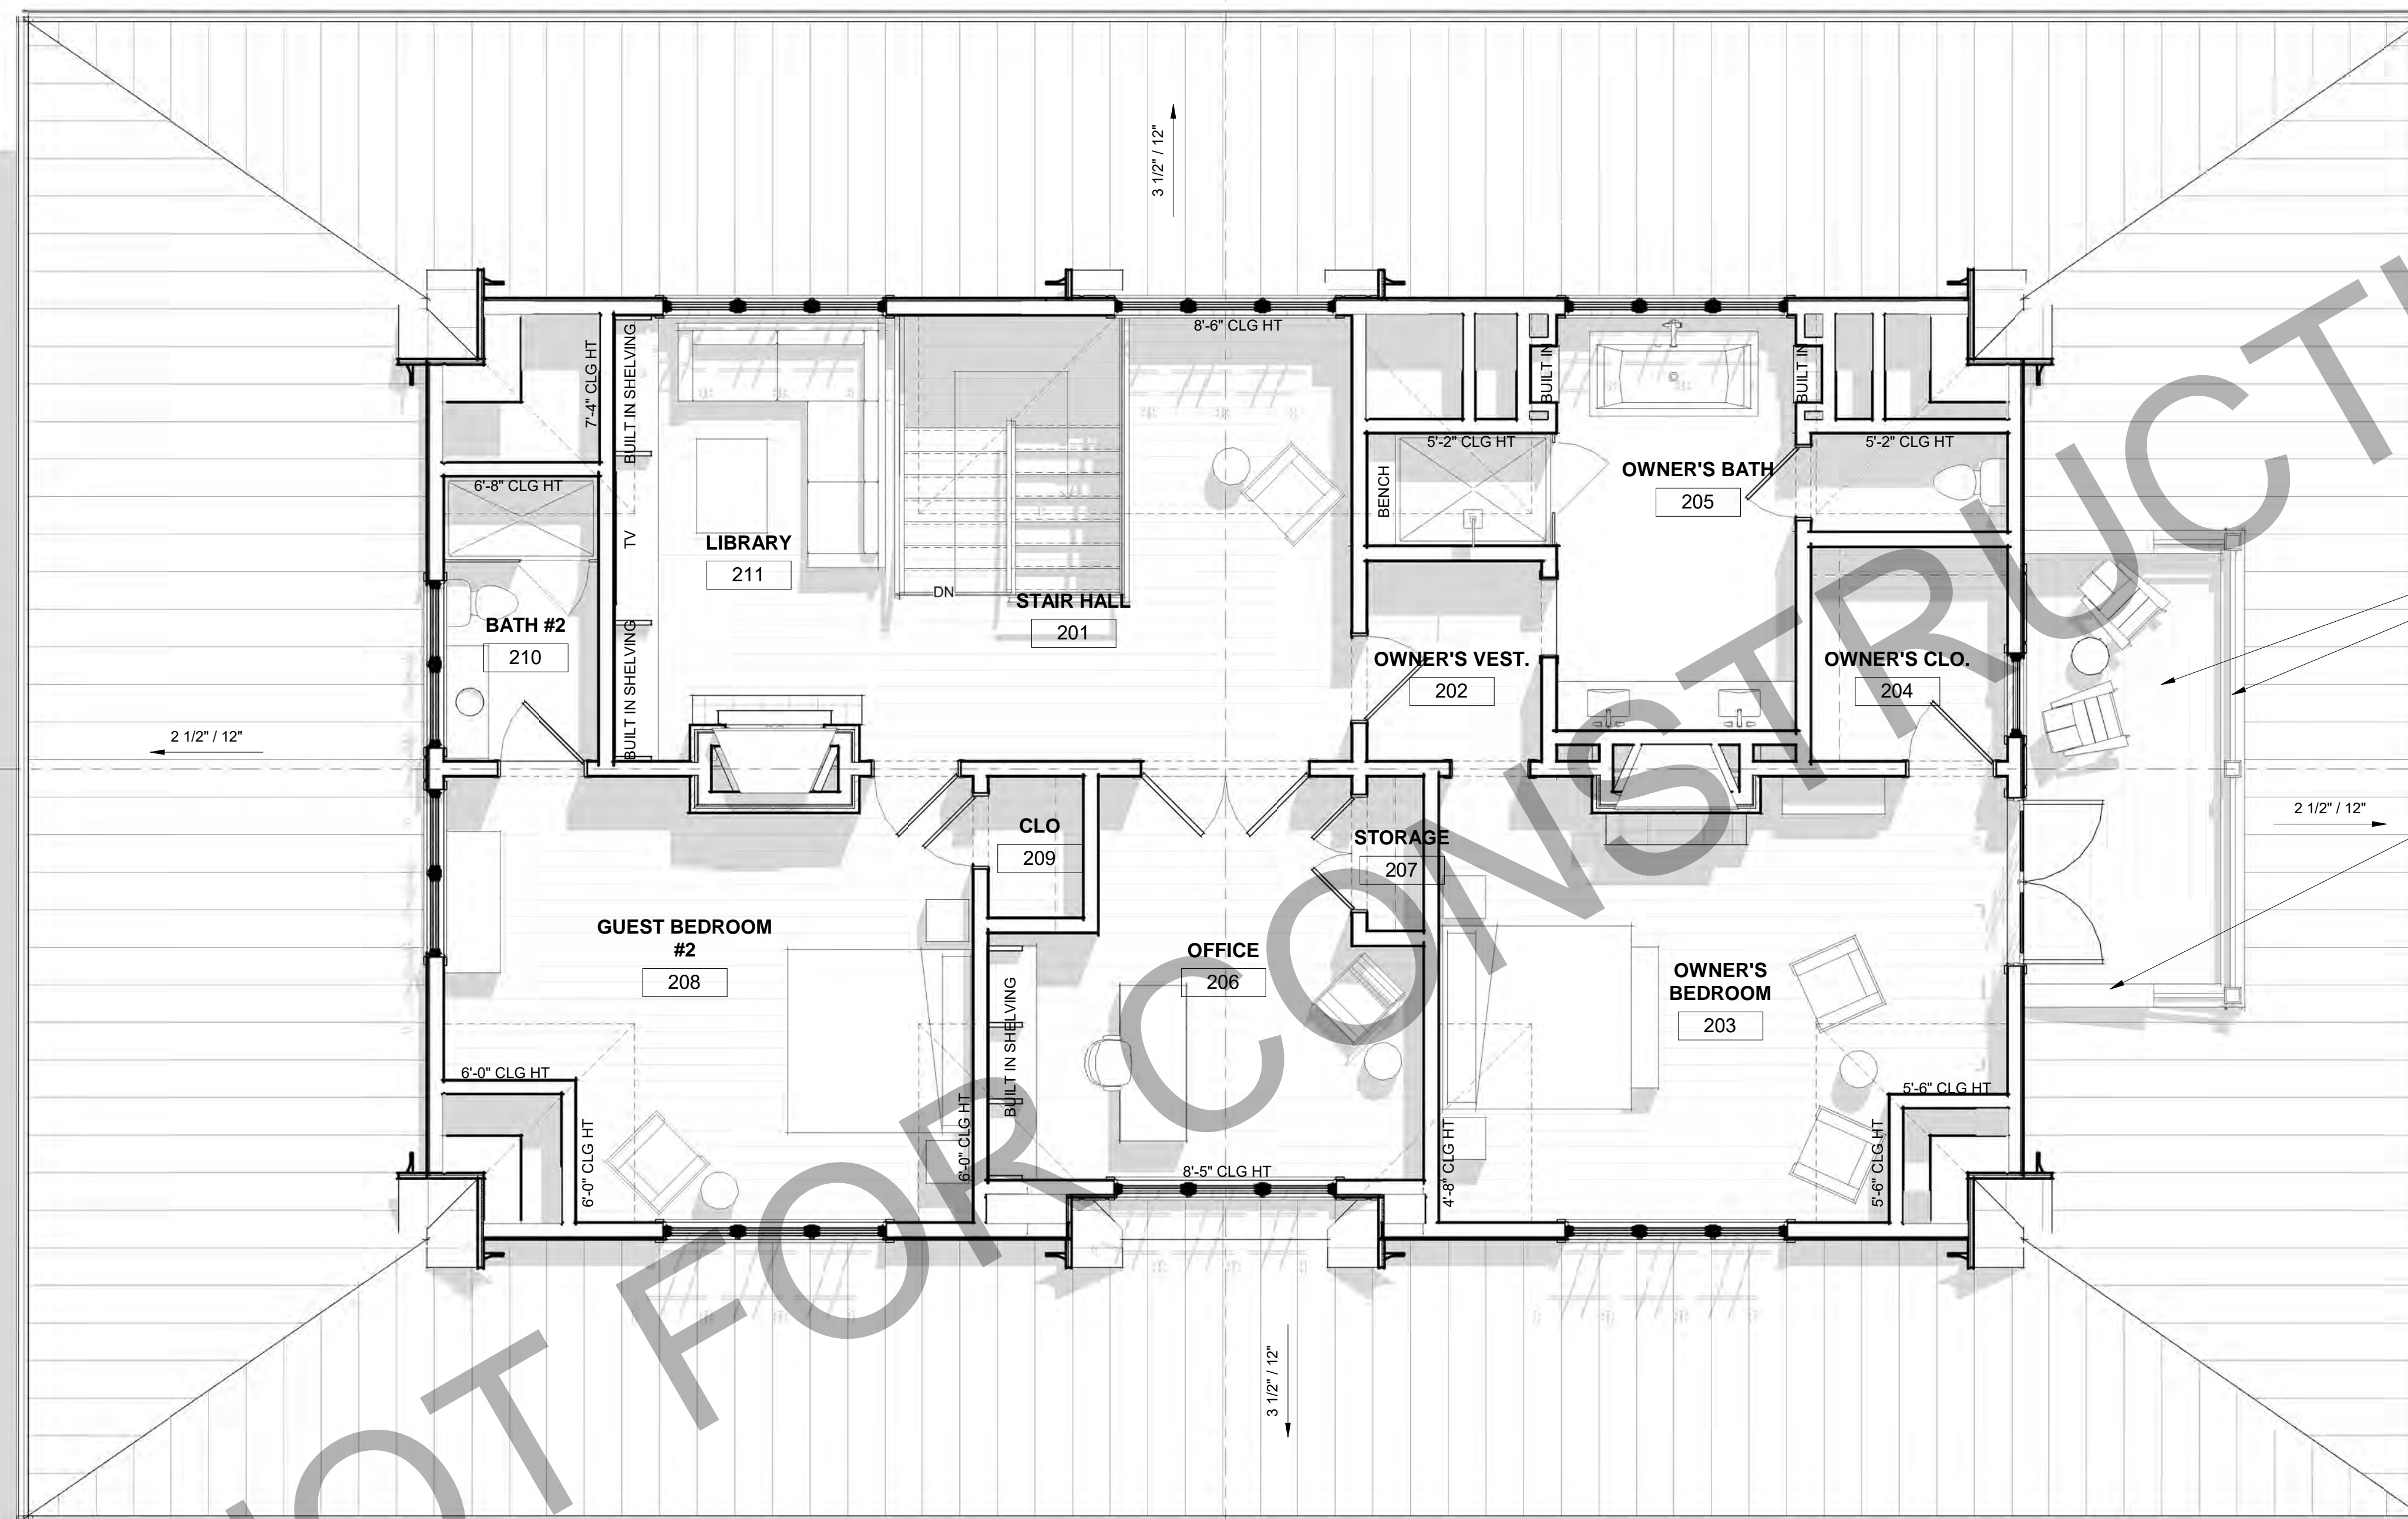 3 1/2" / 12"
8'-6" CLG HT
7'-4" CLG HT
BUILT IN SHELVING
BUILT IN
BUILT IN
5'-2" CLG HT
5'-2" CLG HT
OWNER'S BATH
205
6'-8" CLG HT
BENCH
TV
LIBRARY
211
DN
STAIR HALL
201
BATH #2
210
BUILT IN SHELVING
OWNER'S VEST.
202
OWNER'S CLO.
204
2 1/2" / 12"
2 1/2" / 12"
CLO
209
STORAGE
207
GUEST BEDROOM
#2
208
OFFICE
206
OWNER'S
BEDROOM
203
BUILT IN SHELVING
6'-0" CLG HT
6'-0" CLG HT
6'-0" CLG HT
8'-5" CLG HT
4'-8" CLG HT
5'-6" CLG HT
5'-6" CLG HT
3 1/2" / 12"
NOT FOR CONSTRUCTI